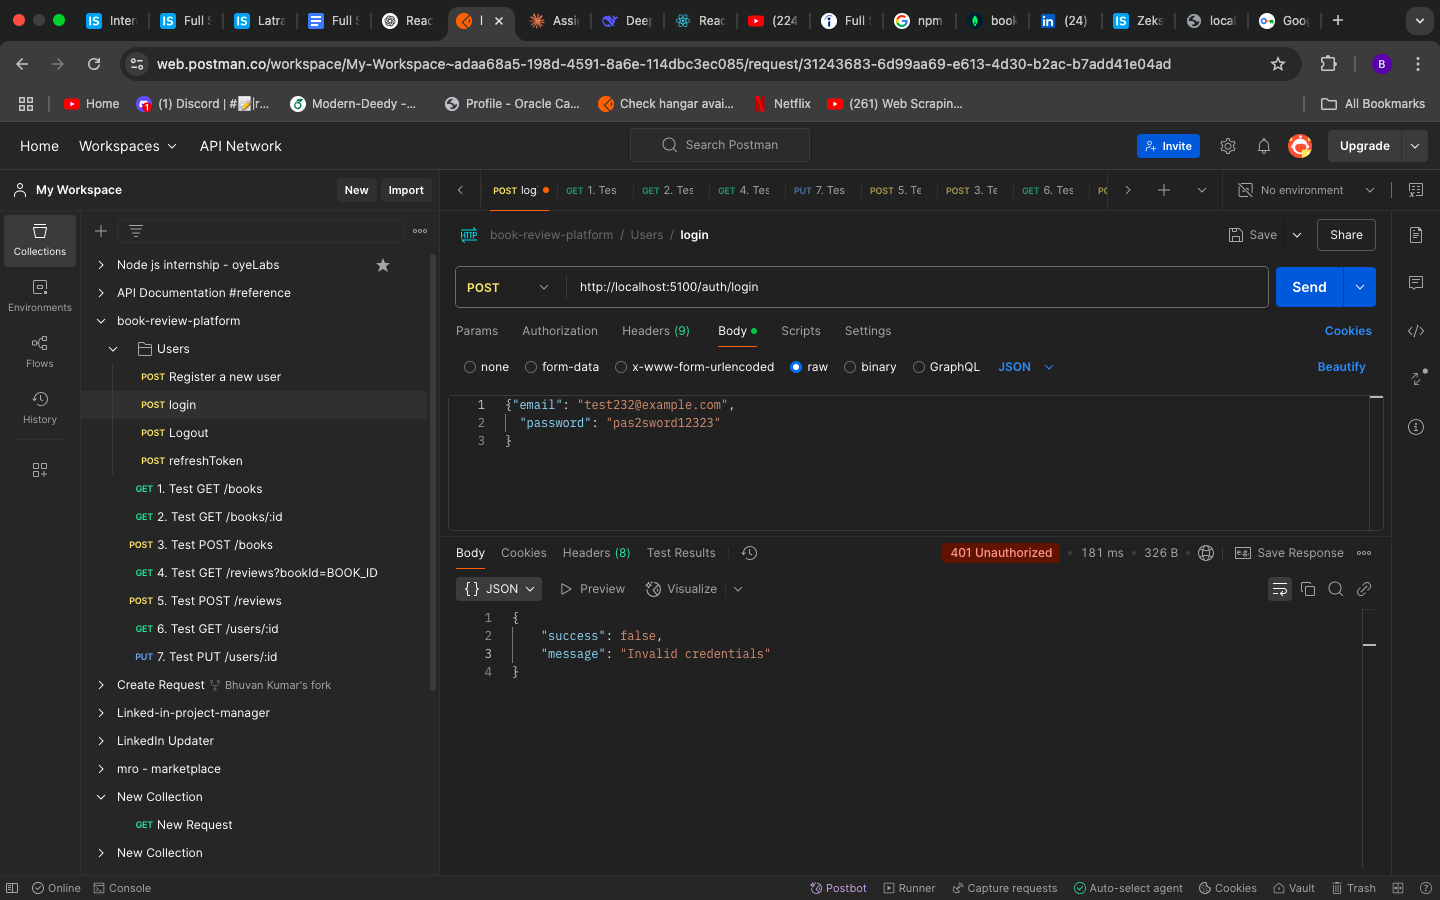 Inter
Full S
Latra
Full S
Reac
l
Assig
Deep
Reac
(224
Full S
npm
book
(24)
Zeks
local
Goog
web.postman.co/workspace/My-Workspace~adaa68a5-198d-4591-8a6e-114dbc3ec085/request/31243683-6d99aa69-e613-4d30-b2ac-b7add41e04ad
B
Home
(1) Discord | #📝|r...
Modern-Deedy -...
Profile - Oracle Ca...
Check hangar avai...
Netflix
(261) Web Scrapin...
All Bookmarks
Home
Workspaces
API Network
Search Postman
Invite
Upgrade
My Workspace
New
Import
POST log
GET 1. Tes
GET 2. Tes
GET 4. Tes
PUT 7. Tes
POST 5. Te
POST 3. Te
GET 6. Tes
No environment
Collections
Environments
Flows
History
Node js internship - oyeLabs
API Documentation #reference
book-review-platform
Users
POST Register a new user
POST login
POST Logout
POST refreshToken
GET 1. Test GET /books
GET 2. Test GET /books/:id
POST 3. Test POST /books
GET 4. Test GET /reviews?bookId=BOOK_ID
POST 5. Test POST /reviews
GET 6. Test GET /users/:id
PUT 7. Test PUT /users/:id
Create Request Bhuvan Kumar's fork
Linked-in-project-manager
LinkedIn Updater
mro - marketplace
New Collection
GET New Request
New Collection
HTTP book-review-platform / Users / login
Save
Share
POST
http://localhost:5100/auth/login
Send
Params
Authorization
Headers (9)
Body
Scripts
Settings
Cookies
none
form-data
x-www-form-urlencoded
raw
binary
GraphQL
JSON
Beautify
1 {"email": "test232@example.com",
2 "password": "pas2sword12323"
3 }
Body
Cookies
Headers (8)
Test Results
401 Unauthorized
181 ms
326 B
Save Response
{} JSON
Preview
Visualize
1 {
2 "success": false,
3 "message": "Invalid credentials"
4 }
Online
Console
Postbot
Runner
Capture requests
Auto-select agent
Cookies
Vault
Trash